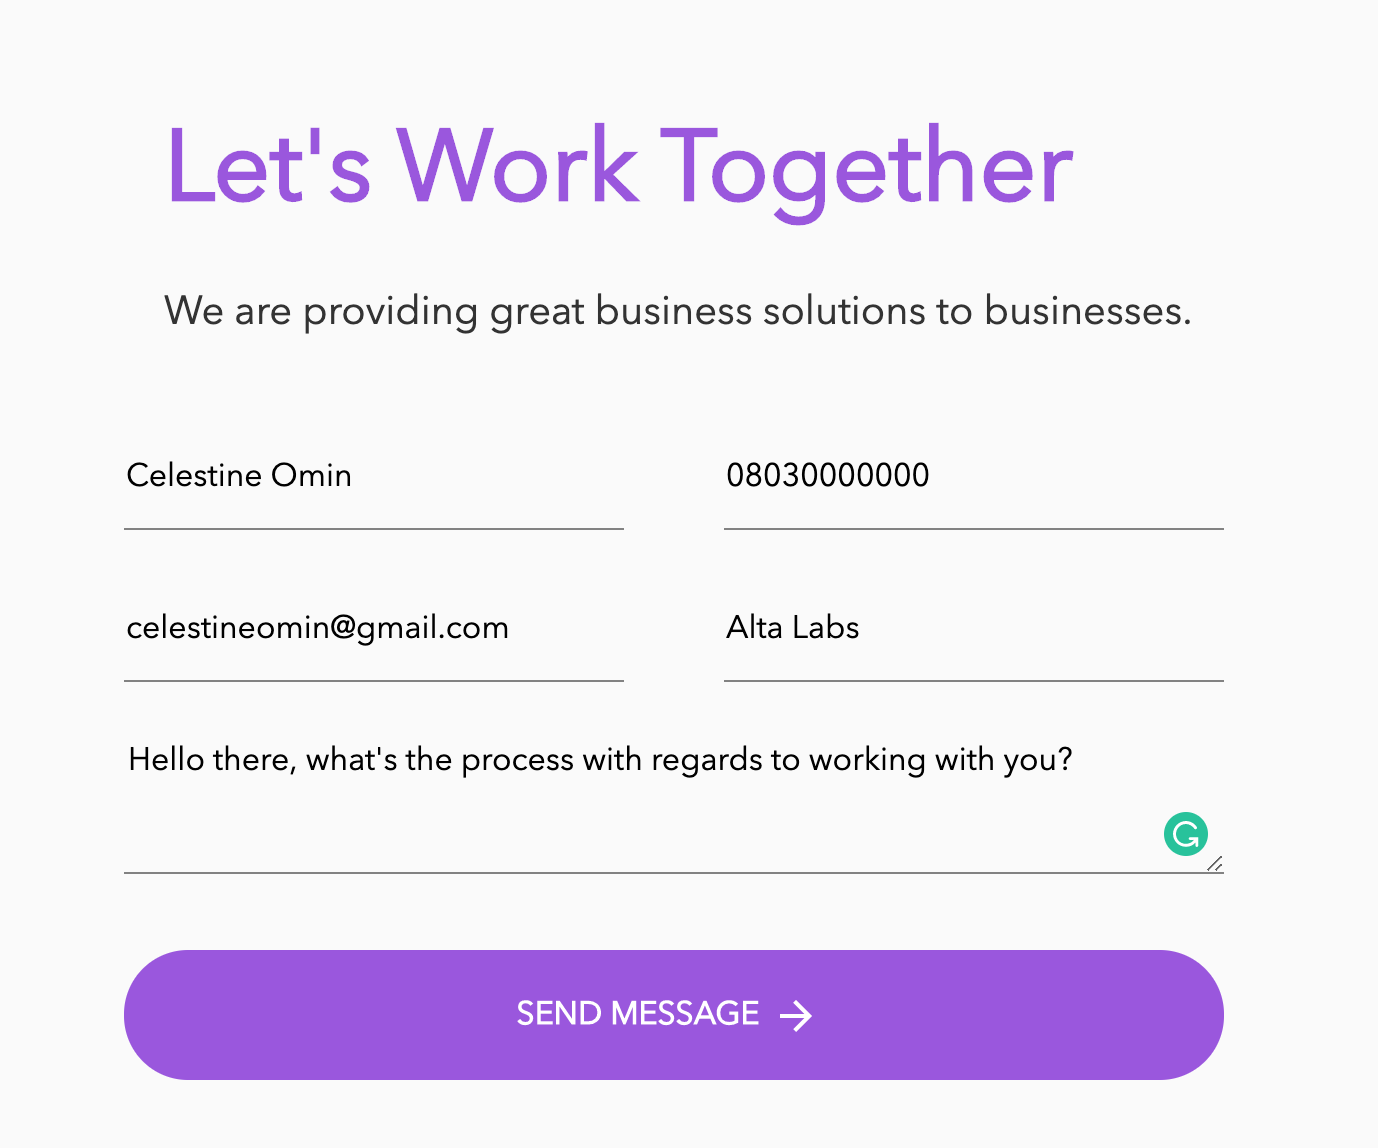 Let's Work Together
We are providing great business solutions to businesses.
Celestine Omin
08030000000
celestineomin@gmail.com
Alta Labs
Hello there, what's the process with regards to working with you?
SEND MESSAGE →